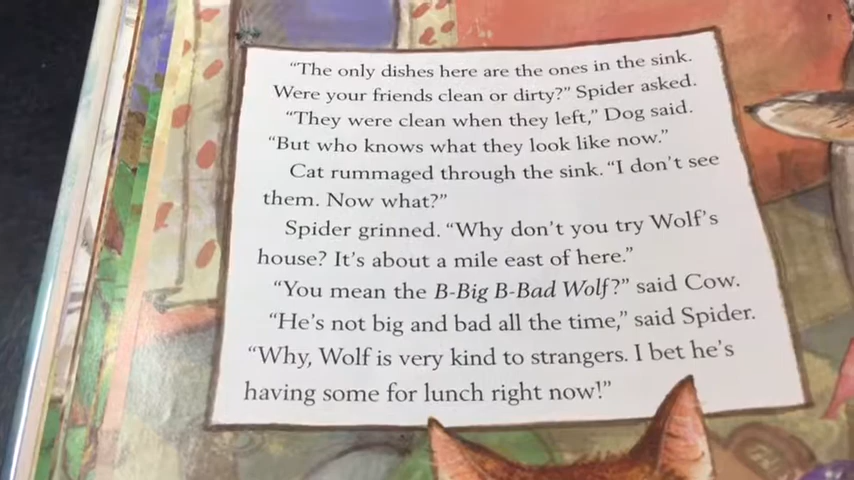 “The only dishes here are the ones in the sink.
Were your friends clean or dirty?” Spider asked.
“They were clean when they left,” Dog said.
“But who knows what they look like now.”
Cat rummaged through the sink. “I don’t see
them. Now what?”
Spider grinned. “Why don’t you try Wolf’s
house? It’s about a mile east of here.”
“You mean the B-Big B-Bad Wolf?” said Cow.
“He’s not big and bad all the time,” said Spider.
“Why, Wolf is very kind to strangers. I bet he’s
having some for lunch right now!”